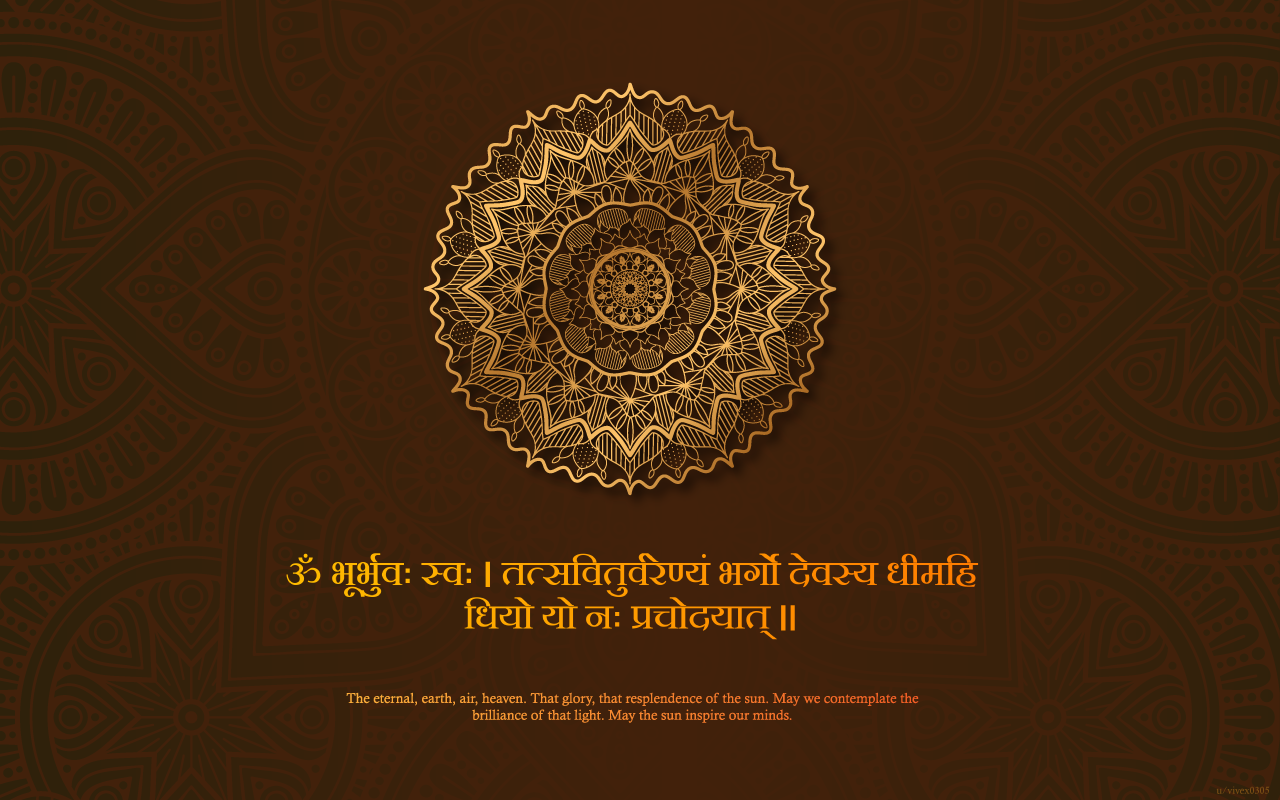 ॐ भूर्भुवः स्वः । तत्सवितुर्वरेण्यं भर्गो देवस्य धीमहि
धियो यो नः प्रचोदयात् ॥
The eternal, earth, air, heaven. That glory, that resplendence of the sun. May we contemplate the
brilliance of that light. May the sun inspire our minds.
u/vivex0305